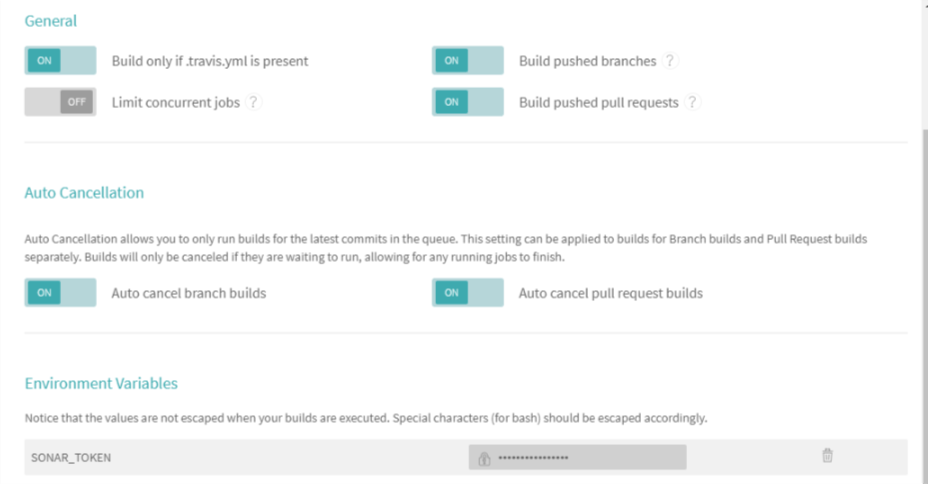 General
ON Build only if .travis.yml is present ON Build pushed branches ?
OFF Limit concurrent jobs ? ON Build pushed pull requests ?
Auto Cancellation
Auto Cancellation allows you to only run builds for the latest commits in the queue. This setting can be applied to builds for Branch builds and Pull Request builds
separately. Builds will only be canceled if they are waiting to run, allowing for any running jobs to finish.
ON Auto cancel branch builds ON Auto cancel pull request builds
Environment Variables
Notice that the values are not escaped when your builds are executed. Special characters (for bash) should be escaped accordingly.
SONAR_TOKEN ••••••••••••••••